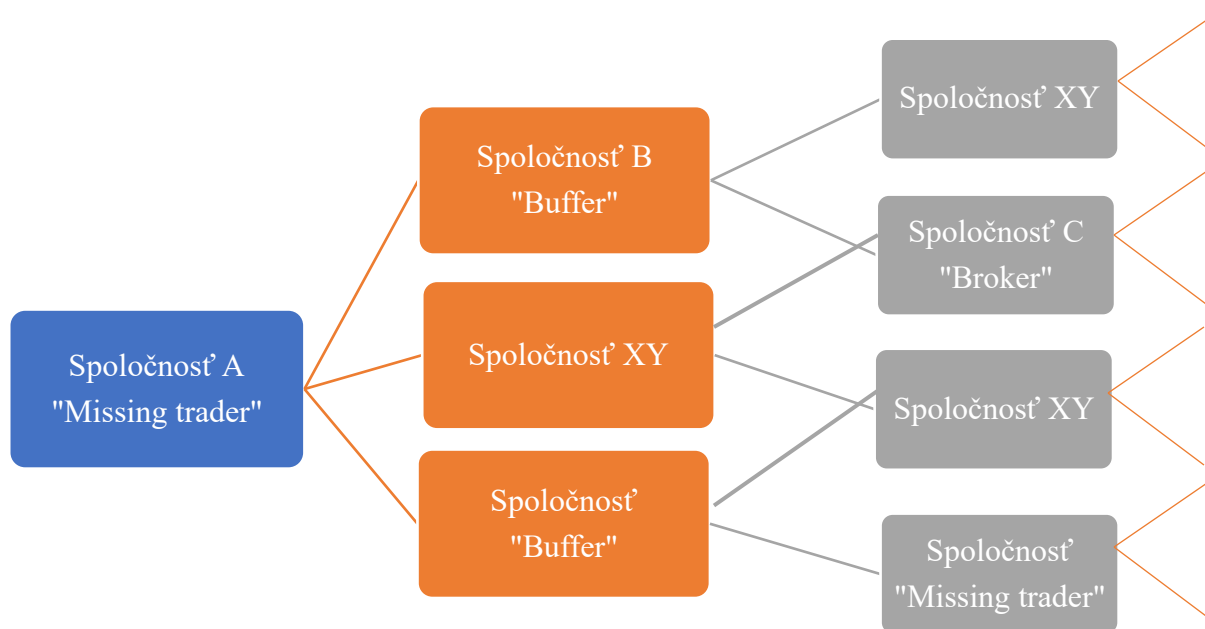 Spoločnosť A
"Missing trader"
Spoločnosť B
"Buffer"
Spoločnosť XY
Spoločnosť
"Buffer"
Spoločnosť XY
Spoločnosť C
"Broker"
Spoločnosť XY
Spoločnosť
"Missing trader"